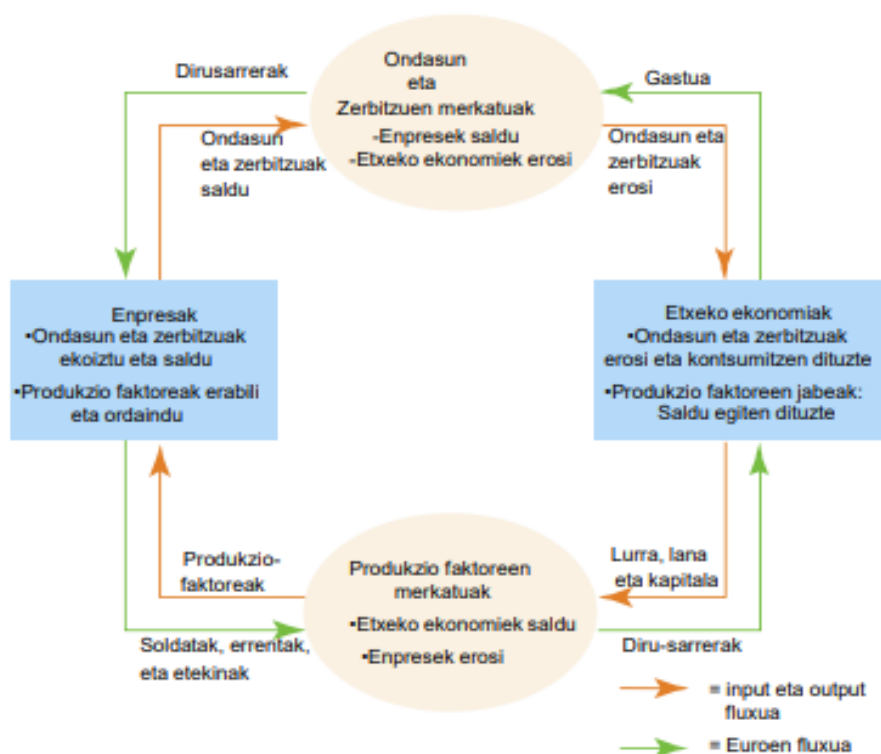 Ondasun
eta
Zerbitzuen merkatuak
-Enpresek saldu
-Etxeko ekonomiek erosi
Dirusarrerak
Gastua
Ondasun
eta zerbitzuak
saldu
Ondasun eta
zerbitzuak
erosi
Enpresak
•Ondasun eta zerbitzuak
ekoiztu eta saldu
•Produkzio faktoreak erabili
eta ordaindu
Etxeko ekonomiak
•Ondasun eta zerbitzuak
erosi eta kontsumitzen dituzte
•Produkzio faktoreen jabeak:
Saldu egiten dituzte
Produkzio-
faktoreak
Lurra, lana
eta kapitala
Produkzio faktoreen
merkatuak
•Etxeko ekonomiek saldu
•Enpresek erosi
Soldatak, errentak,
eta etekinak
Diru-sarrerak
= input eta output
fluxua
= Euroen fluxua